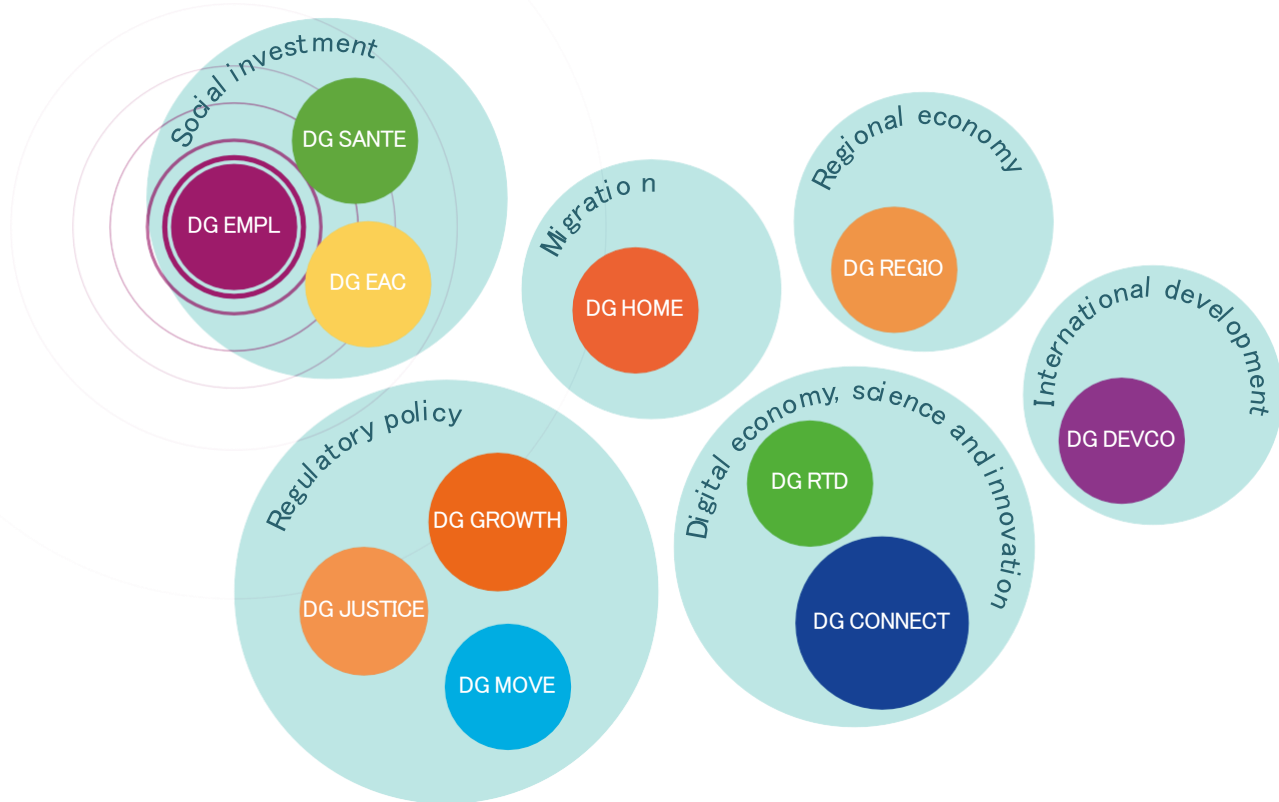 Social investment
DG SANTE
DG EMPL
DG EAC
Migration
DG HOME
Regional economy
DG REGIO
International development
DG DEVCO
Regulatory policy
DG GROWTH
DG JUSTICE
DG MOVE
Digital economy, science and innovation
DG RTD
DG CONNECT